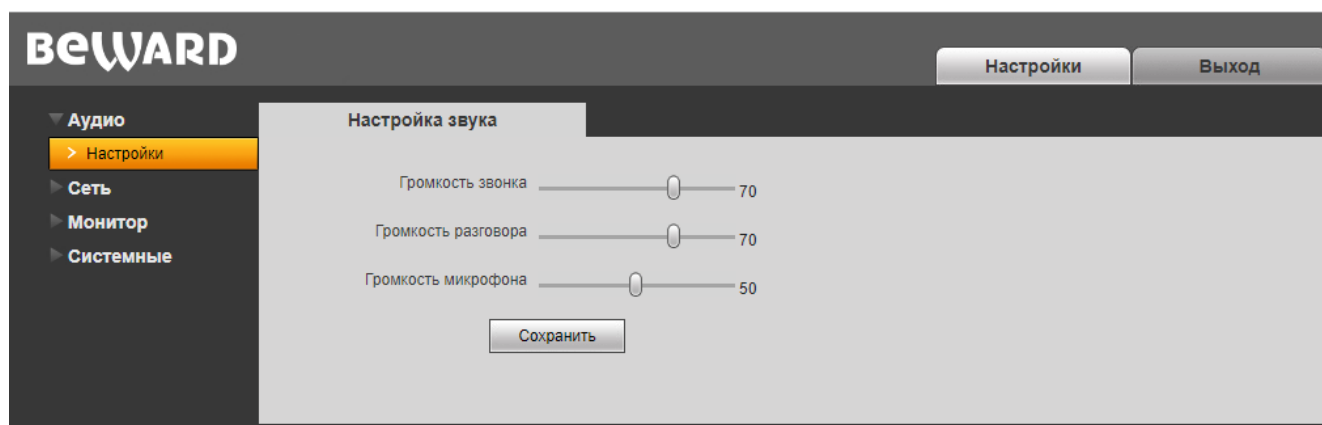 BEWARD
Настройки
Выход
Аудио
Настройка звука
> Настройки
Громкость звонка 70
Сеть
Монитор
Громкость разговора 70
Системные
Громкость микрофона 50
Сохранить